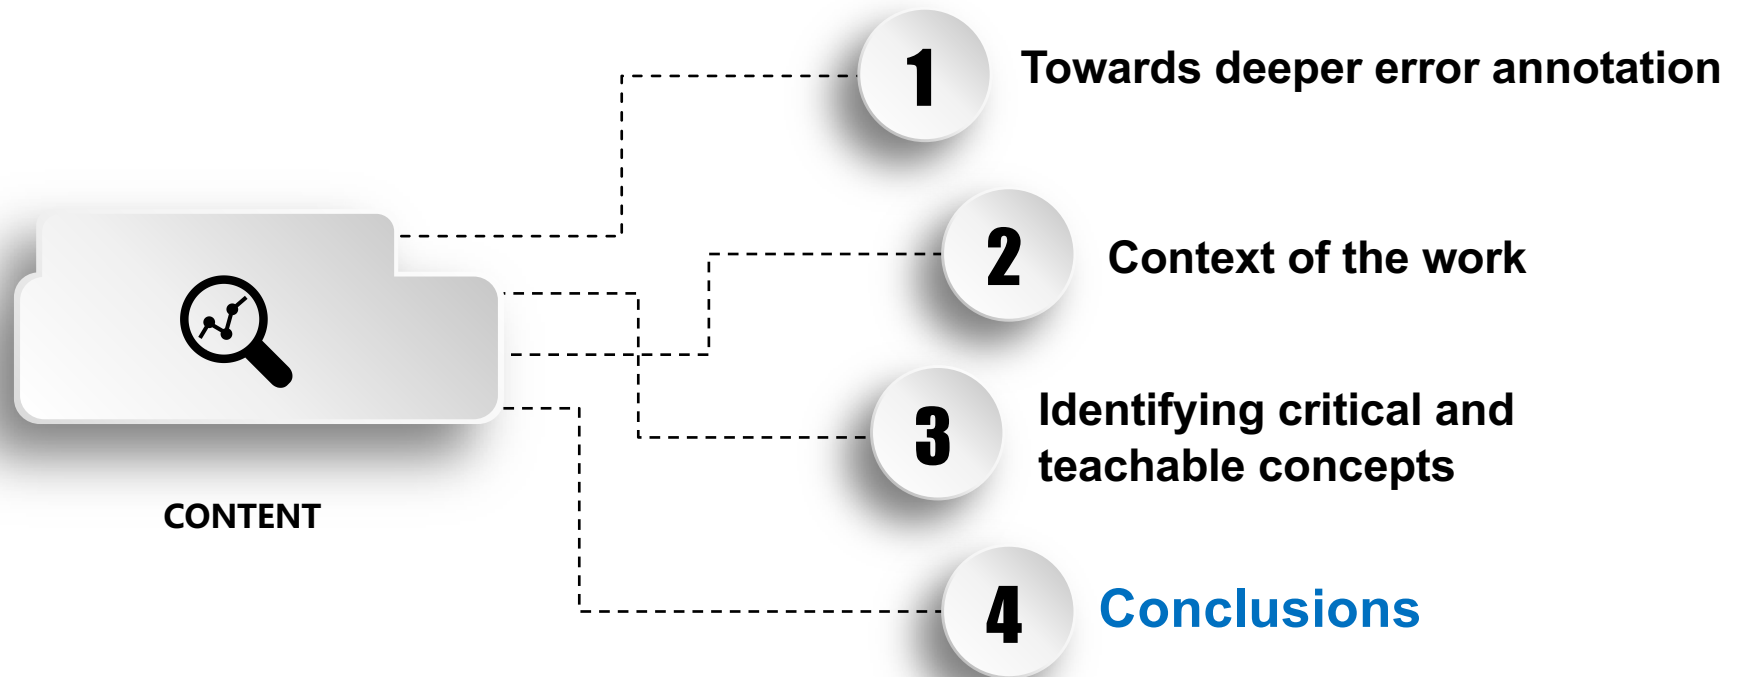 1
Towards deeper error annotation
2
Context of the work
3
Identifying critical and
teachable concepts
CONTENT
4
Conclusions